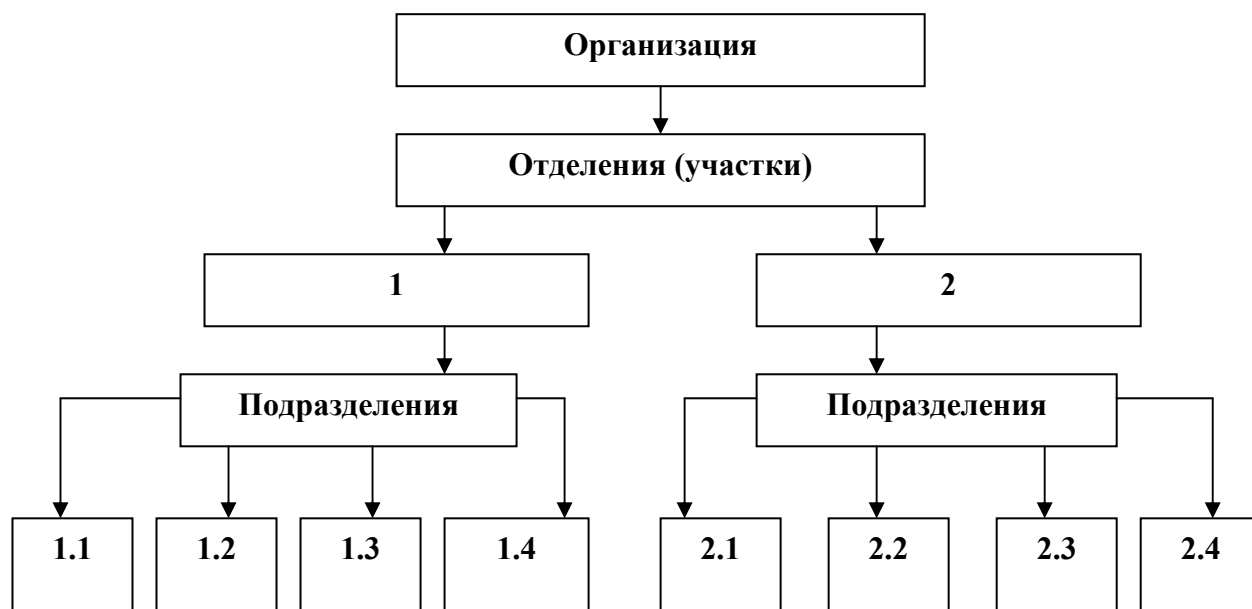 Организация
Отделения (участки)
1
2
Подразделения
Подразделения
1.1
1.2
1.3
1.4
2.1
2.2
2.3
2.4